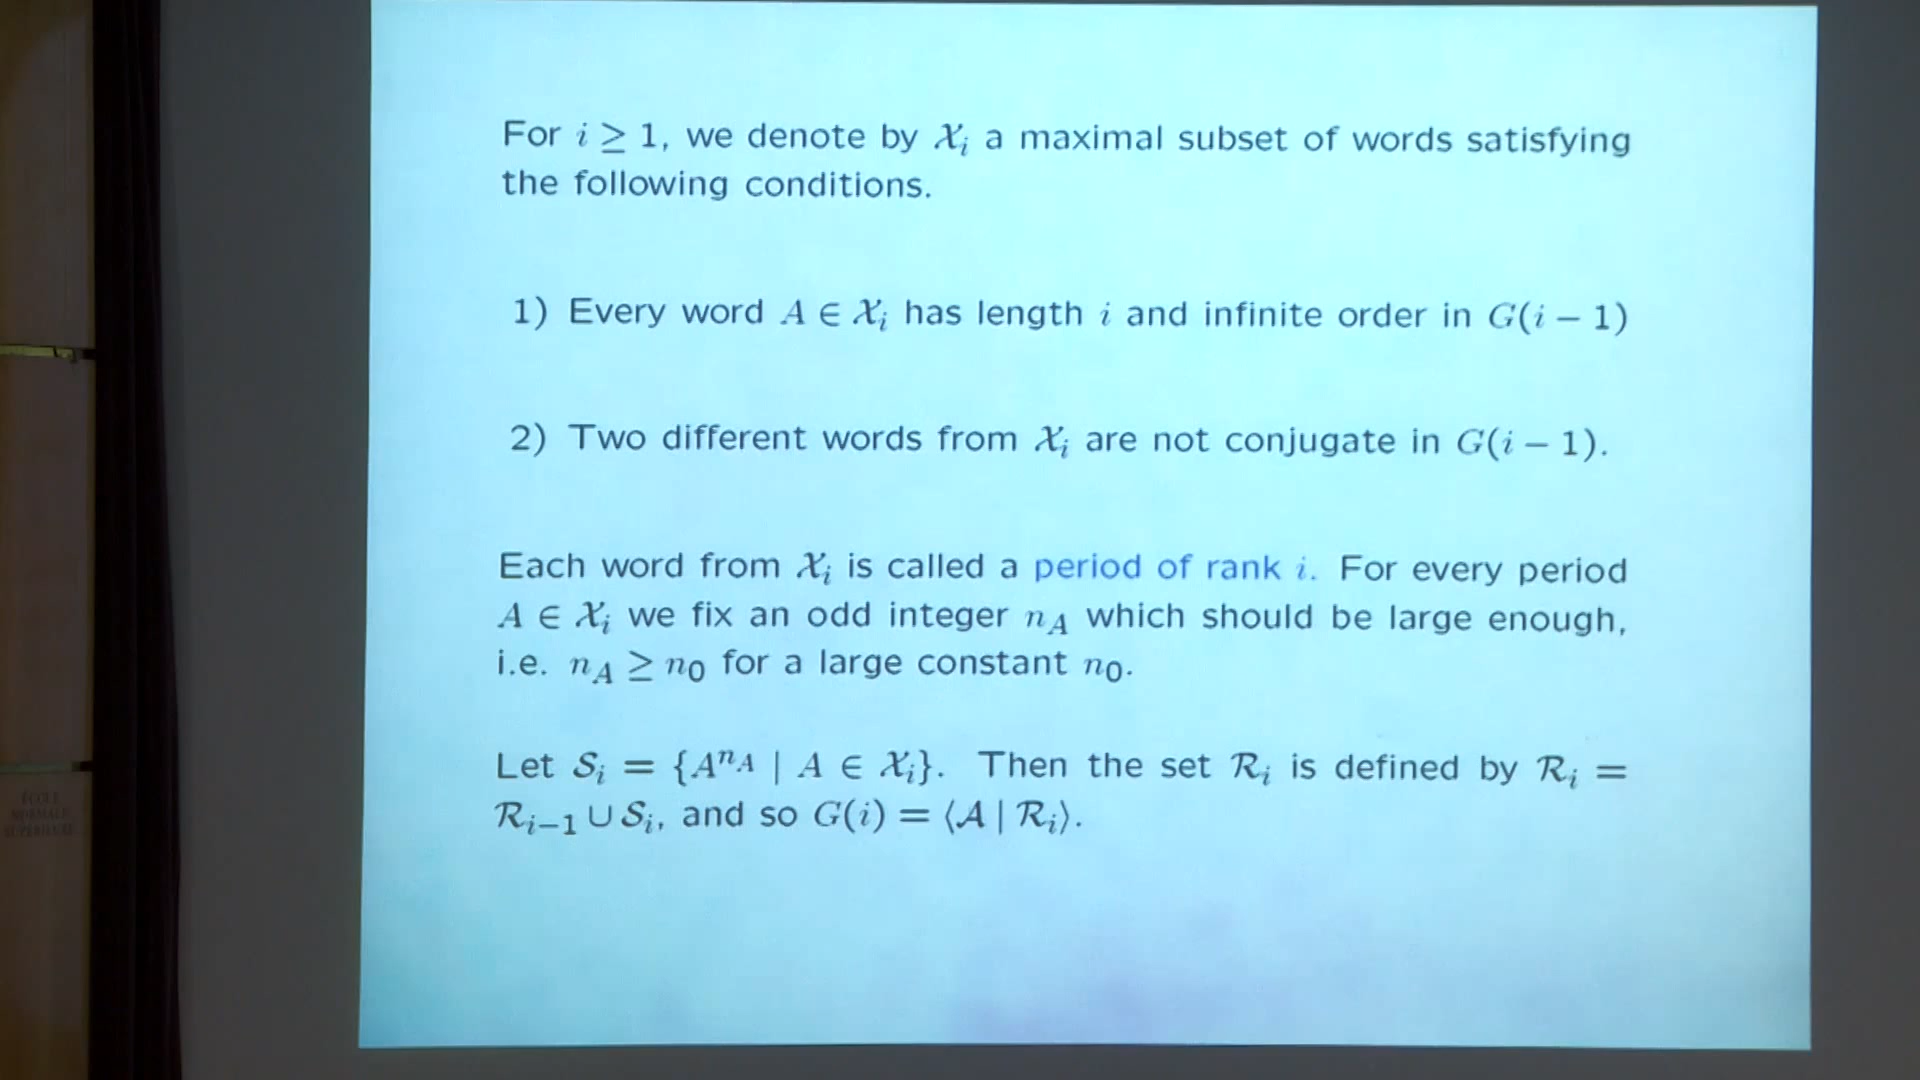 For i ≥ 1, we denote by 𝒳ᵢ a maximal subset of words satisfying
the following conditions.
1) Every word A ∈ 𝒳ᵢ has length i and infinite order in G(i − 1)
2) Two different words from 𝒳ᵢ are not conjugate in G(i − 1).
Each word from 𝒳ᵢ is called a period of rank i. For every period
A ∈ 𝒳ᵢ we fix an odd integer n_A which should be large enough,
i.e. n_A ≥ n₀ for a large constant n₀.
Let 𝒮ᵢ = {A^{n_A} | A ∈ 𝒳ᵢ}. Then the set ℛᵢ is defined by ℛᵢ =
ℛᵢ₋₁ ∪ 𝒮ᵢ, and so G(i) = ⟨A | ℛᵢ⟩.
ÉCOLE
NORMALE
SUPÉRIEURE